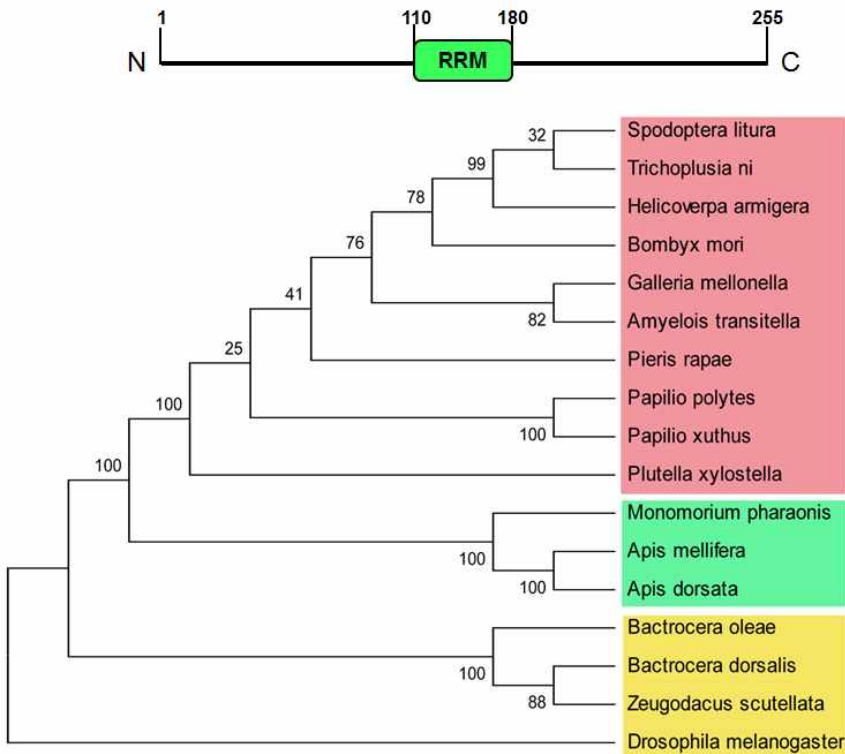 1 110 180 255
N RRM C
32 Spodoptera litura
Trichoplusia ni
99
Helicoverpa armigera
78
Bombyx mori
76
Galleria mellonella
82 Amyelois transitella
41
Pieris rapae
25
Papilio polytes
100 Papilio xuthus
100
Plutella xylostella
100
Monomorium pharaonis
100 Apis mellifera
100 Apis dorsata
Bactrocera oleae
100 Bactrocera dorsalis
88 Zeugodacus scutellata
Drosophila melanogaster